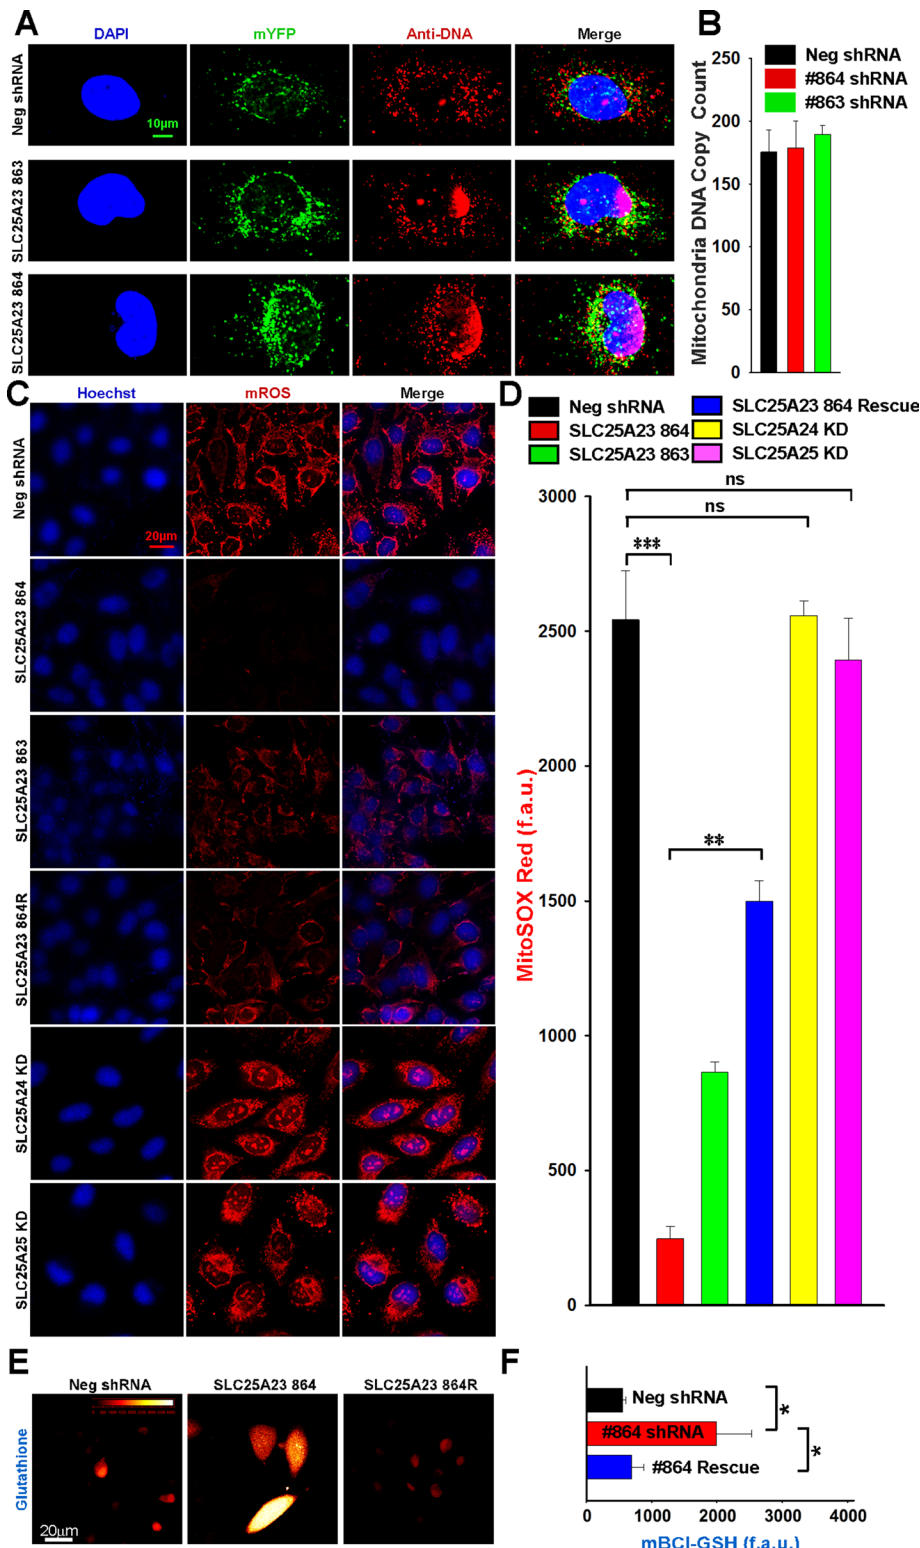 A
DAPI mYFP Anti-DNA Merge
Neg shRNA
10μm
SLC25A23 863
SLC25A23 864
B
Neg shRNA
#864 shRNA
#863 shRNA
Mitochondria DNA Copy Count
250
200
150
100
50
0
C
Hoechst mROS Merge
Neg shRNA
20μm
SLC25A23 864
SLC25A23 863
SLC25A23 864R
SLC25A24 KD
SLC25A25 KD
D
Neg shRNA
SLC25A23 864
SLC25A23 863
SLC25A23 864 Rescue
SLC25A24 KD
SLC25A25 KD
MitoSOX Red (f.a.u.)
3000
2500
2000
1500
1000
500
0
ns
ns
***
**
E
Neg shRNA SLC25A23 864 SLC25A23 864R
Glutathione
20μm
F
Neg shRNA
#864 shRNA
#864 Rescue
*
*
0 1000 2000 3000 4000
mBCl-GSH (f.a.u.)